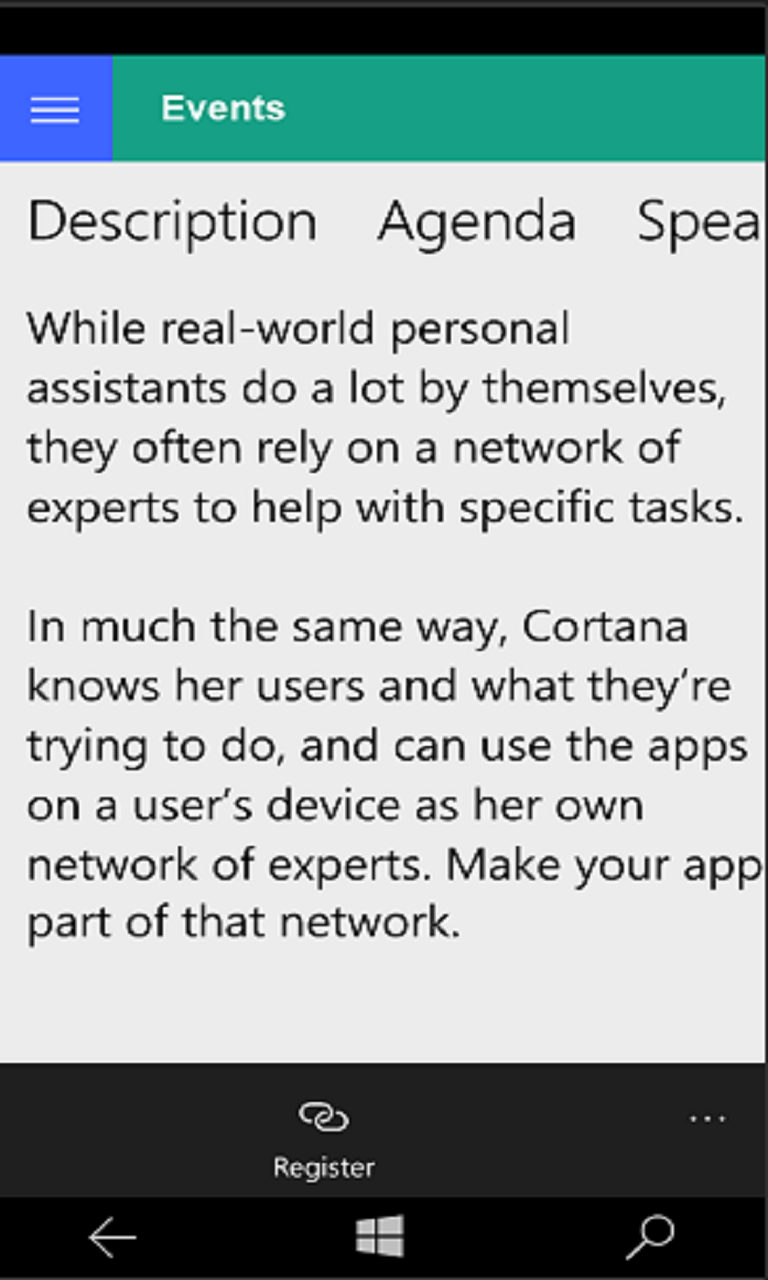 Events
Description Agenda Spea
While real-world personal
assistants do a lot by themselves,
they often rely on a network of
experts to help with specific tasks.
In much the same way, Cortana
knows her users and what they’re
trying to do, and can use the apps
on a user’s device as her own
network of experts. Make your app
part of that network.
Register